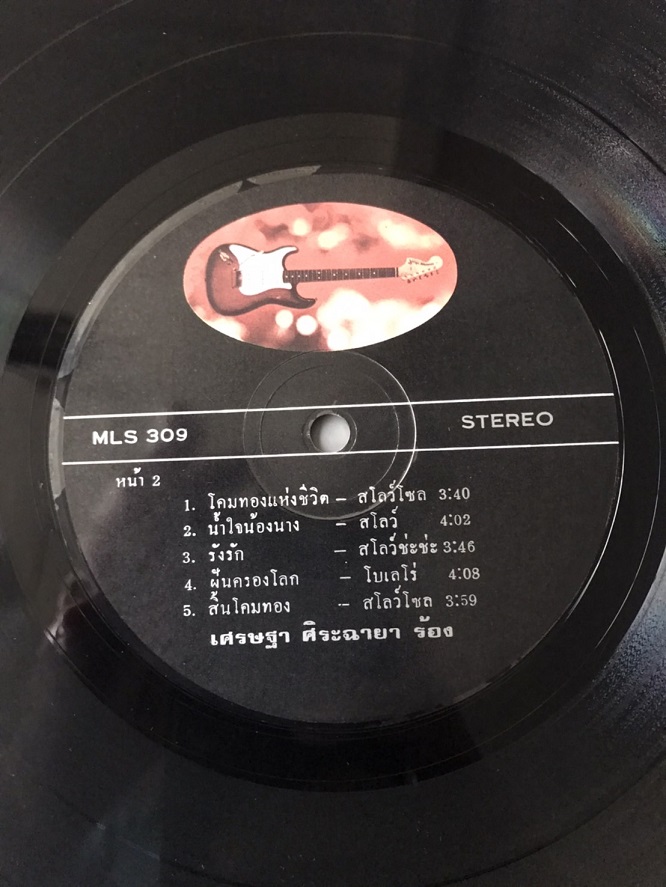 MLS 309
STEREO
หน้า 2
1. โคมทองแห่งชีวิต – สโลว์โซล 3:40
2. น้ำใจน้องนาง – สโลว์ 4:02
3. รังรัก – สโลว์ช่ะช่ะ 3:46
4. ฝันครองโลก – โบเลโร่ 4:08
5. สิ้นโคมทอง – สโลว์โซล 3:59
เศรษฐา ศิระฉายา ร้อง